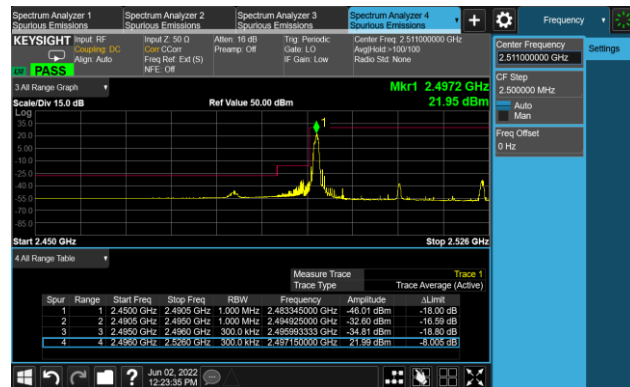 Spectrum Analyzer 1
Spurious Emissions
Spectrum Analyzer 2
Spurious Emissions
Spectrum Analyzer 3
Spurious Emissions
Spectrum Analyzer 4
Spurious Emissions
Frequency
KEYSIGHT
Input: RF
Coupling: DC
Align: Auto
Input Z: 50 Ω
Corr CCorr
Freq Ref: Ext (S)
NFE: Off
Atten: 16 dB
Preamp: Off
Trig: Periodic
Gate: LO
IF Gain: Low
Center Freq: 2.511000000 GHz
Avg|Hold:>100/100
Radio Std: None
PASS
Center Frequency
2.511000000 GHz
Settings
CF Step
2.500000 MHz
Auto
Man
Freq Offset
0 Hz
3 All Range Graph
Mkr1 2.4972 GHz
21.95 dBm
Scale/Div 15.0 dB
Ref Value 50.00 dBm
Log
35.0
20.0
5.00
-10.0
-25.0
-40.0
-55.0
-70.0
-85.0
1
Start 2.450 GHz
Stop 2.526 GHz
4 All Range Table
Measure Trace Trace 1
Trace Type Trace Average (Active)
Spur Range Start Freq Stop Freq RBW Frequency Amplitude ΔLimit
1 1 2.4500 GHz 2.4905 GHz 1.000 MHz 2.483345000 GHz -46.01 dBm -18.00 dB
2 2 2.4905 GHz 2.4950 GHz 1.000 MHz 2.494925000 GHz -32.60 dBm -16.59 dB
3 3 2.4950 GHz 2.4960 GHz 300.0 kHz 2.495993333 GHz -34.81 dBm -18.80 dB
4 4 2.4960 GHz 2.5260 GHz 300.0 kHz 2.497150000 GHz 21.99 dBm -8.005 dB
Jun 02, 2022
12:23:35 PM